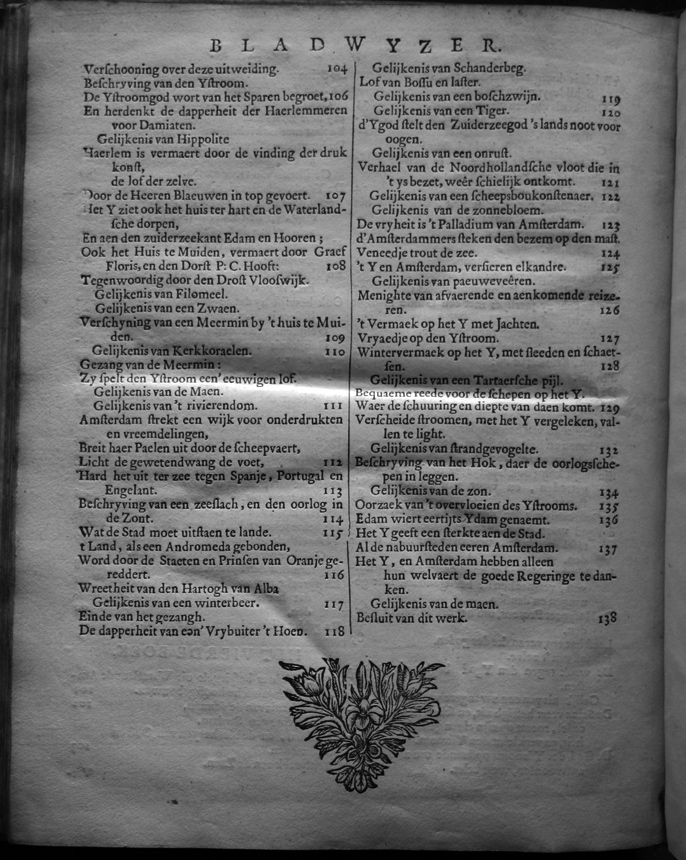 BLADWYZER.
Verſchooning over deze uitweiding. 104
Beſchryving van den Yſtroom.
De Yſtroomgod wort van het Sparen begroet, 106
En herdenkt de dapperheit der Haerlemmeren
voor Damiaten.
Gelijkenis van Hippolite
Haerlem is vermaert door de vinding der druk
konſt,
de lof der zelve.
Door de Heeren Blaeuwen in top gevoert. 107
Het Y ziet ook het huis ter hart en de Waterland-
ſche dorpen,
En aen den zuiderzeekant Edam en Hooren;
Ook het Huis te Muiden, vermaert door Graef
Floris, en den Dorſt P. C. Hooft: 108
Tegenwoordig door den Droſt Vlooſwijk.
Gelijkenis van Filomeel.
Gelijkenis van een Zwaen.
Verſchyning van een Meermin by 't huis te Mui-
den. 109
Gelijkenis van Kerkkoraelen. 110
Gezang van de Meermin:
Zy ſpelt den Yſtroom een' eeuwigen lof.
Gelijkenis van de Maen.
Gelijkenis van 't rivierendom. 111
Amſterdam ſtrekt een wijk voor onderdrukten
en vreemdelingen,
Breit haer Paelen uit door de ſcheepvaert,
Licht de gewetendwang de voet, 112
Hard het uit ter zee tegen Spanje, Portugal en
Engelant. 113
Beſchryving van een zeeſlach, en den oorlog in
de Zont. 114
Wat de Stad moet uitſtaen te lande. 115
t Land, als een Andromeda gebonden,
Word door de Staeten en Prinſen van Oranje ge-
reddert. 116
Wreetheit van den Hartogh van Alba
Gelijkenis van een winterbeer. 117
Einde van het gezangh.
De dapperheit van een' Vrybuiter 't Hoen. 118
Gelijkenis van Schanderbeg.
Lof van Boſſu en laſter.
Gelijkenis van een boſchzwijn. 119
Gelijkenis van een Tiger. 120
d'Ygod ſtelt den Zuiderzeegod 's lands noot voor
oogen.
Gelijkenis van een onruſt.
Verhael van de Noordhollandſche vloot die in
't ys bezet, weêr ſchielijk ontkomt. 121
Gelijkenis van een ſcheepsboukonſtenaer. 122
Gelijkenis van de zonnebloem.
De vryheit is 't Palladium van Amſterdam. 123
d'Amſterdammers ſteken den bezem op den maſt.
Veneedje trout de zee. 124
't Y en Amſterdam, verſieren elkandre. 125
Gelijkenis van pauweveêren.
Menighte van afvaerende en aenkomende reize-
ren. 126
't Vermaek op het Y met Jachten.
Vryaedje op den Yſtroom. 127
Wintervermaek op het Y, met ſleeden en ſchaet-
ſen. 128
Gelijkenis van een Tartaerſche pijl.
Bequaeme reede voor de ſchepen op het Y.
Waer de ſchuuring en diepte van daen komt. 129
Verſcheide ſtroomen, met het Y vergeleken, val-
len te light.
Gelijkenis van ſtrandgevogelte. 132
Beſchryving van het Hok, daer de oorlogsſche-
pen in leggen.
Gelijkenis van de zon. 134
Oorzaek van 't overvloeien des Yſtrooms. 135
Edam wiert eertijts Ydam genaemt. 136
Het Y geeft een ſterkte aen de Stad.
Al de nabuurſteden eeren Amſterdam. 137
Het Y, en Amſterdam hebben alleen
hun welvaert de goede Regeringe te dan-
ken.
Gelijkenis van de maen.
Beſluit van dit werk. 138